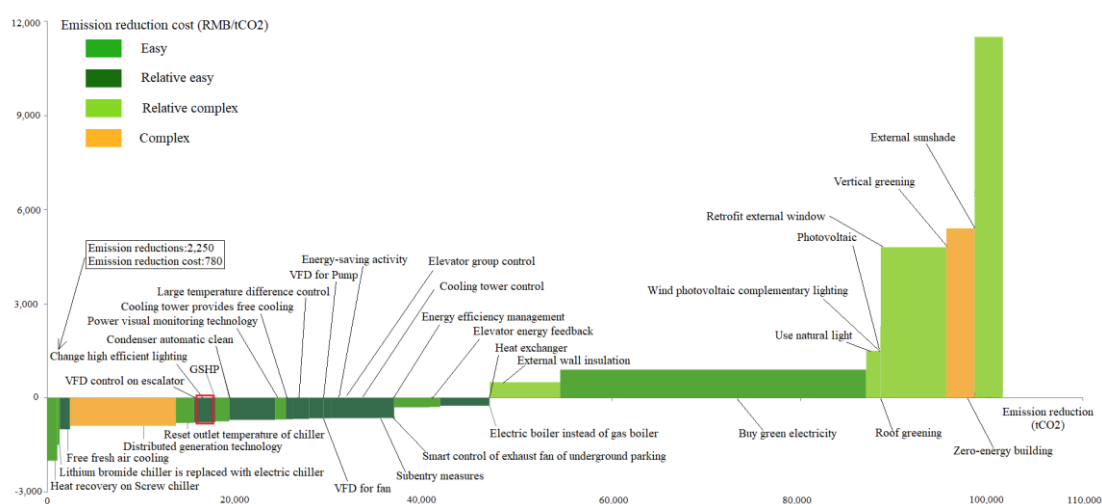 12,000
Emission reduction cost (RMB/tCO2)
Easy
Relative easy
9,000
Relative complex
Complex
External sunshade
Vertical greening
6,000
Retrofit external window
Photovoltaic
Emission reductions:2,250
Emission reduction cost:780
Energy-saving activity
Elevator group control
VFD for Pump
Large temperature difference control
Cooling tower control
Wind photovoltaic complementary lighting
3,000
Cooling tower provides free cooling
Power visual monitoring technology
Energy efficiency management
Elevator energy feedback
Use natural light
Condenser automatic clean
Heat exchanger
Change high efficient lighting
External wall insulation
GSHP
VFD control on escalator
0
Emission reduction
(tCO2)
Reset outlet temperature of chiller
Electric boiler instead of gas boiler
Buy green electricity
Roof greening
Distributed generation technology
Zero-energy building
Free fresh air cooling
Smart control of exhaust fan of underground parking
Lithium bromide chiller is replaced with electric chiller
Subentry measures
Heat recovery on Screw chiller
VFD for fan
-3,000
0
20,000
40,000
60,000
80,000
100,000
110,000